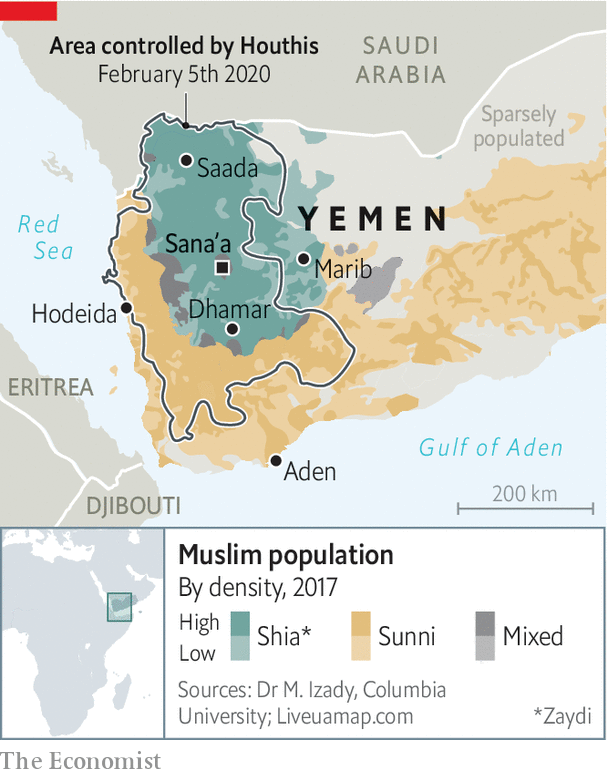 Area controlled by Houthis
February 5th 2020
SAUDI
ARABIA
Sparsely
populated
Saada
Red
Sea
YEMEN
Sana’a
Marib
Hodeida
Dhamar
ERITREA
Gulf of Aden
Aden
200 km
DJIBOUTI
Muslim population
By density, 2017
High
Low
Shia*
Sunni
Mixed
Sources: Dr M. Izady, Columbia
University; Liveuamap.com
*Zaydi
The Economist